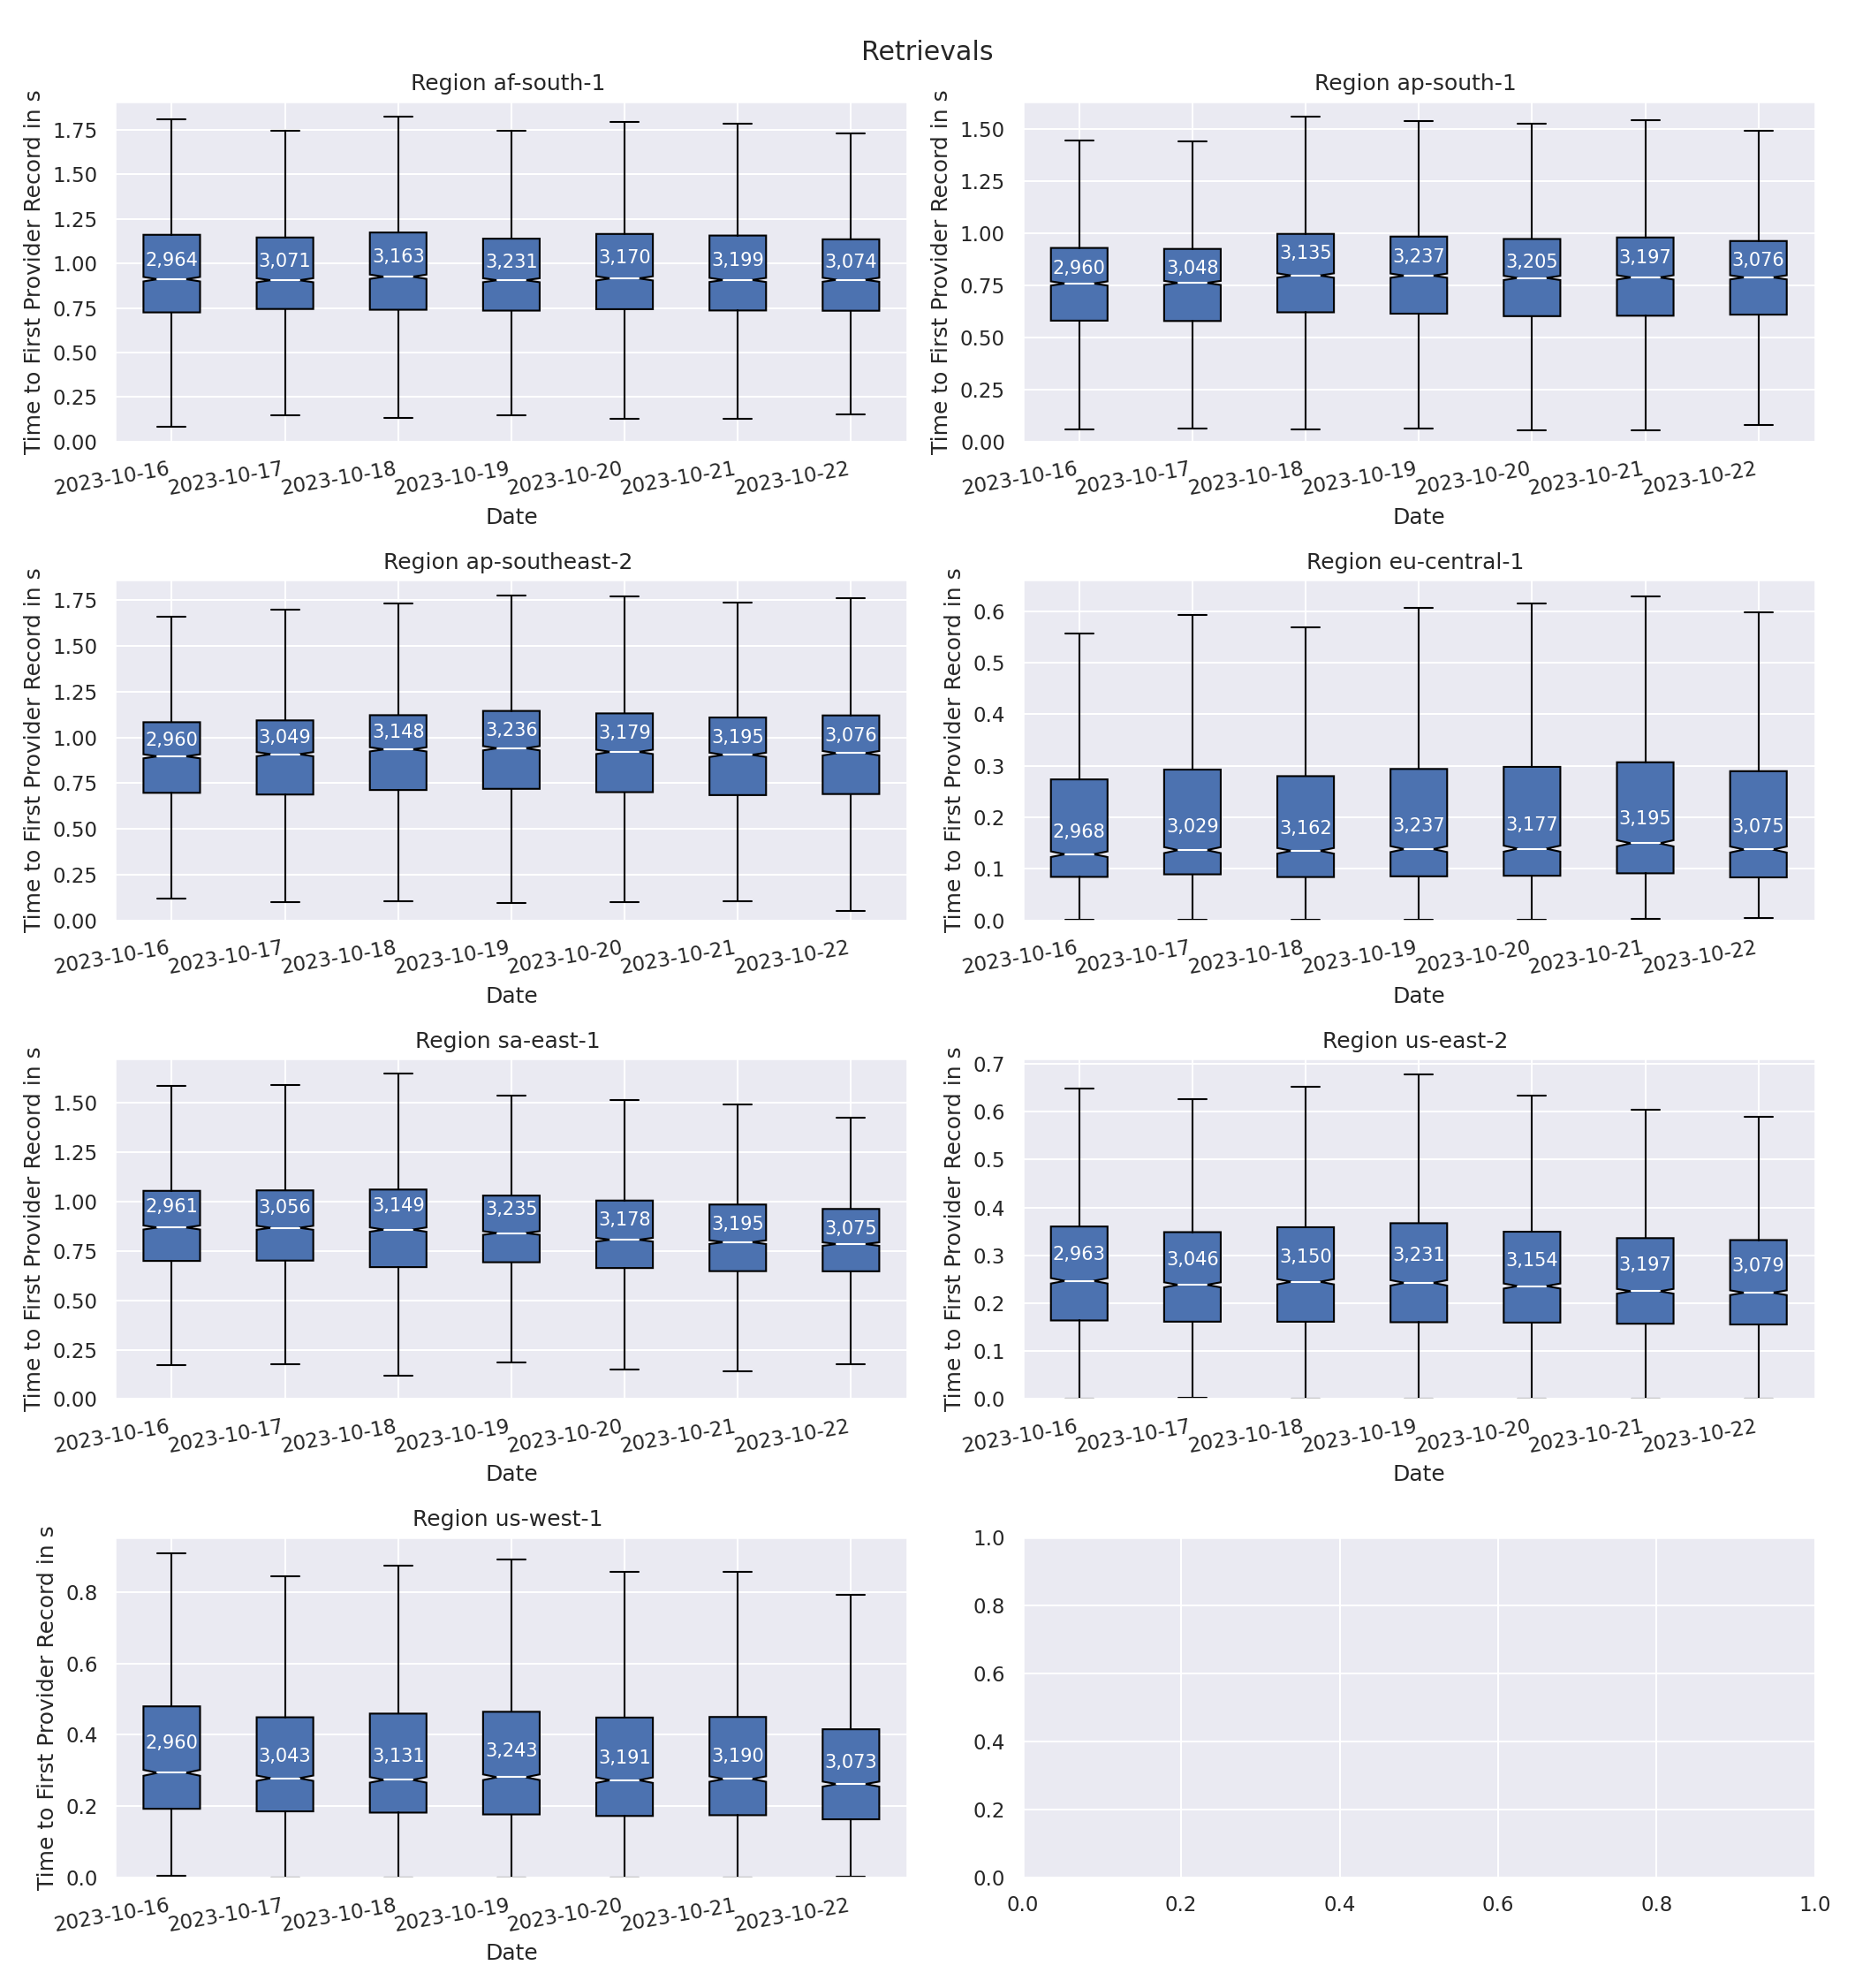 Retrievals
Region af-south-1
Time to First Provider Record in s
1.75
1.50
1.25
1.00
0.75
0.50
0.25
0.00
2,964 3,071 3,163 3,231 3,170 3,199 3,074
2023-10-16 2023-10-17 2023-10-18 2023-10-19 2023-10-20 2023-10-21 2023-10-22
Date
Region ap-south-1
Time to First Provider Record in s
1.50
1.25
1.00
0.75
0.50
0.25
0.00
2,960 3,048 3,135 3,237 3,205 3,197 3,076
2023-10-16 2023-10-17 2023-10-18 2023-10-19 2023-10-20 2023-10-21 2023-10-22
Date
Region ap-southeast-2
Time to First Provider Record in s
1.75
1.50
1.25
1.00
0.75
0.50
0.25
0.00
2,960 3,049 3,148 3,236 3,179 3,195 3,076
2023-10-16 2023-10-17 2023-10-18 2023-10-19 2023-10-20 2023-10-21 2023-10-22
Date
Region eu-central-1
Time to First Provider Record in s
0.6
0.5
0.4
0.3
0.2
0.1
0.0
2,968 3,029 3,162 3,237 3,177 3,195 3,075
2023-10-16 2023-10-17 2023-10-18 2023-10-19 2023-10-20 2023-10-21 2023-10-22
Date
Region sa-east-1
Time to First Provider Record in s
1.50
1.25
1.00
0.75
0.50
0.25
0.00
2,961 3,056 3,149 3,235 3,178 3,195 3,075
2023-10-16 2023-10-17 2023-10-18 2023-10-19 2023-10-20 2023-10-21 2023-10-22
Date
Region us-east-2
Time to First Provider Record in s
0.7
0.6
0.5
0.4
0.3
0.2
0.1
0.0
2,963 3,046 3,150 3,231 3,154 3,197 3,079
2023-10-16 2023-10-17 2023-10-18 2023-10-19 2023-10-20 2023-10-21 2023-10-22
Date
Region us-west-1
Time to First Provider Record in s
0.8
0.6
0.4
0.2
0.0
2,960 3,043 3,131 3,243 3,191 3,190 3,073
2023-10-16 2023-10-17 2023-10-18 2023-10-19 2023-10-20 2023-10-21 2023-10-22
Date
1.0
0.8
0.6
0.4
0.2
0.0
0.0 0.2 0.4 0.6 0.8 1.0